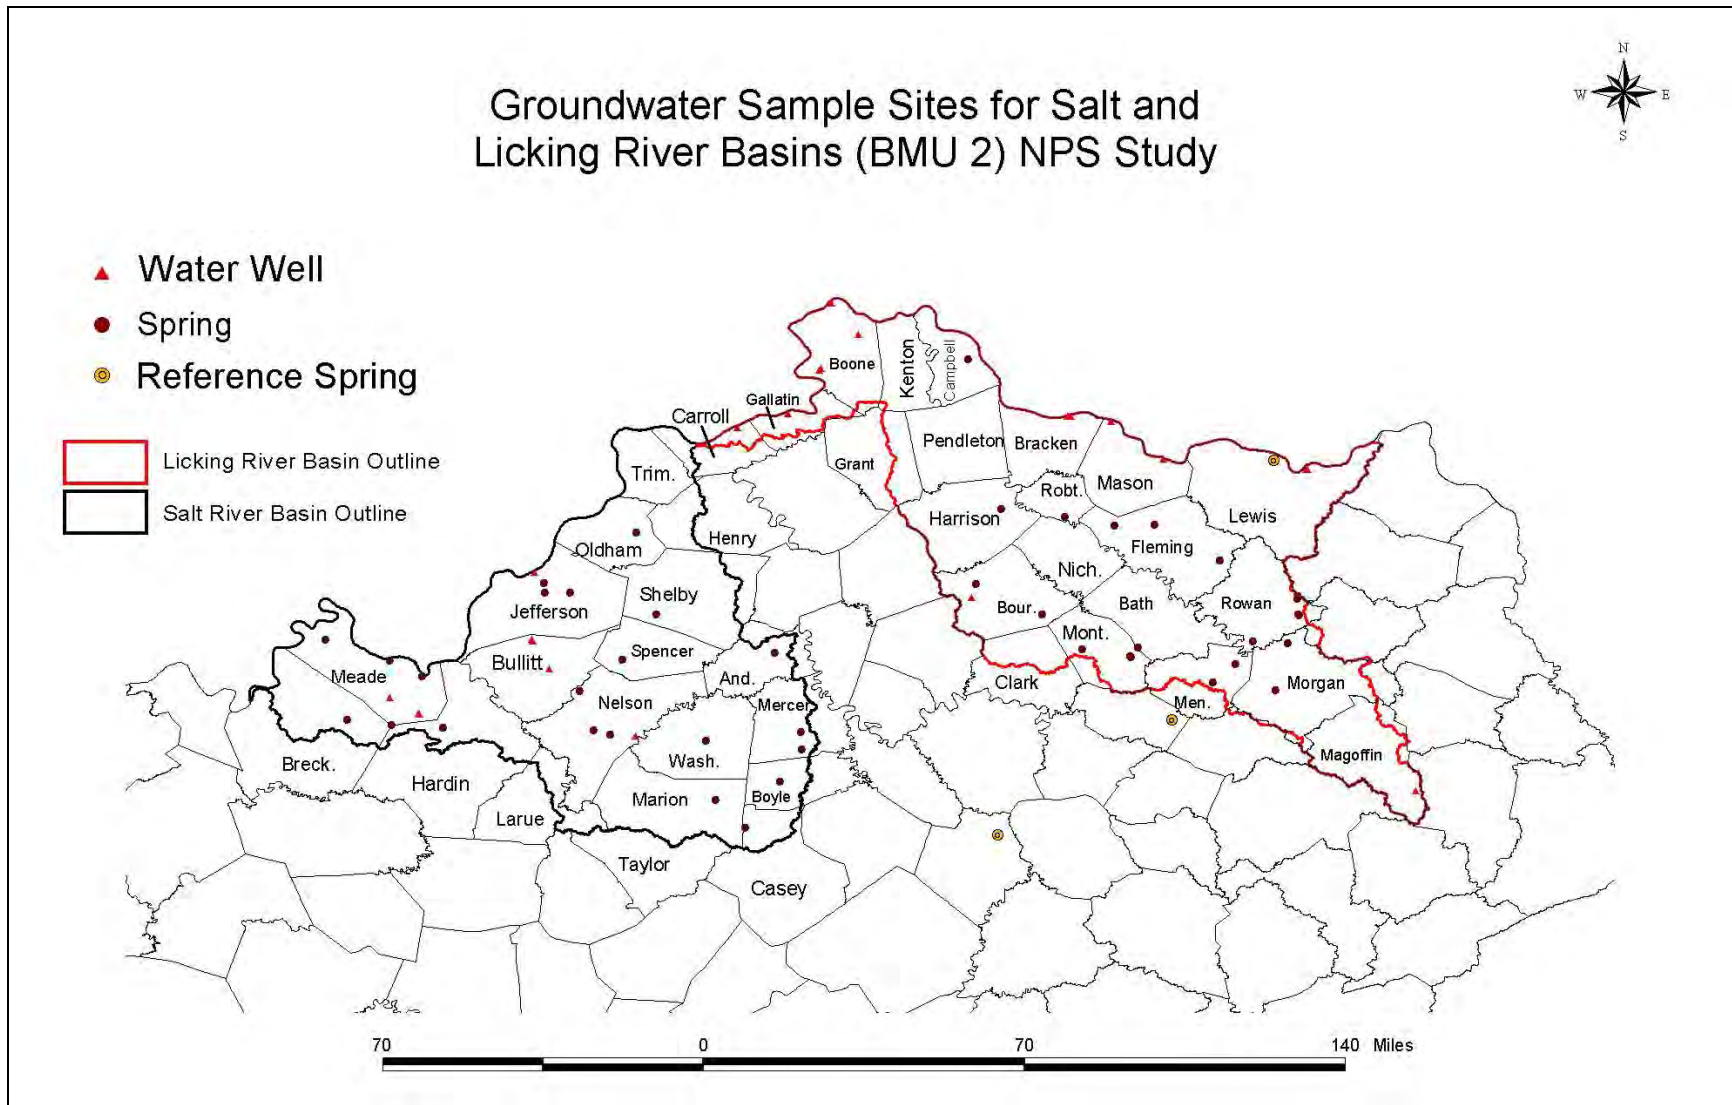 Groundwater Sample Sites for Salt and
Licking River Basins (BMU 2) NPS Study
N
W E
S
Water Well
Spring
Reference Spring
Licking River Basin Outline
Salt River Basin Outline
Boone
Kenton
Campbell
Gallatin
Carroll
Grant
Pendleton
Bracken
Trim.
Robt.
Mason
Harrison
Lewis
Henry
Oldham
Fleming
Nich.
Shelby
Jefferson
Bour.
Bath
Rowan
Mont.
Spencer
Bullitt
Meade
And.
Clark
Morgan
Nelson
Mercer
Men.
Breck.
Wash.
Magoffin
Hardin
Marion
Boyle
Larue
Taylor
Casey
70 0 70 140 Miles